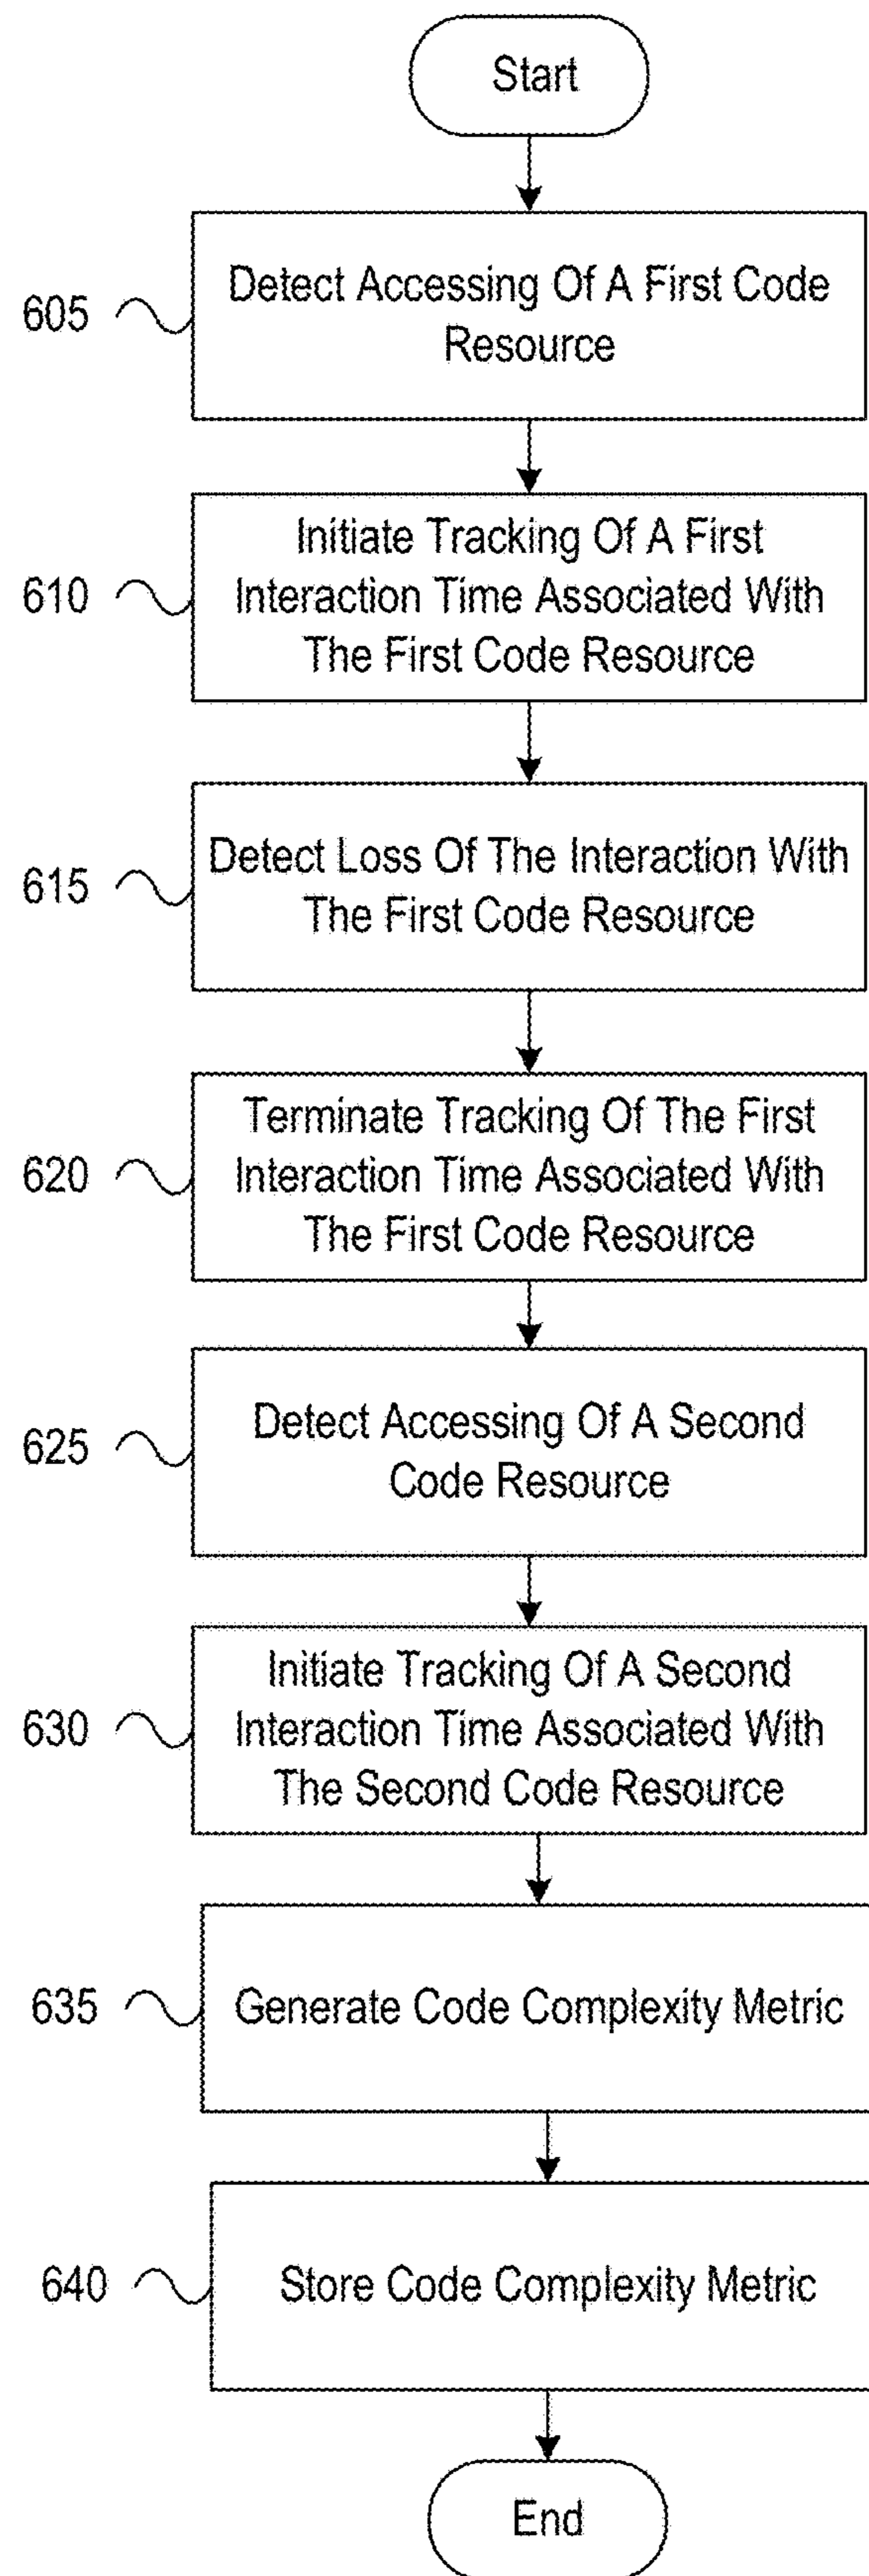 Start
605
Detect Accessing Of A First Code
Resource
610
Initiate Tracking Of A First
Interaction Time Associated With
The First Code Resource
615
Detect Loss Of The Interaction With
The First Code Resource
620
Terminate Tracking Of The First
Interaction Time Associated With
The First Code Resource
625
Detect Accessing Of A Second
Code Resource
630
Initiate Tracking Of A Second
Interaction Time Associated With
The Second Code Resource
635
Generate Code Complexity Metric
640
Store Code Complexity Metric
End